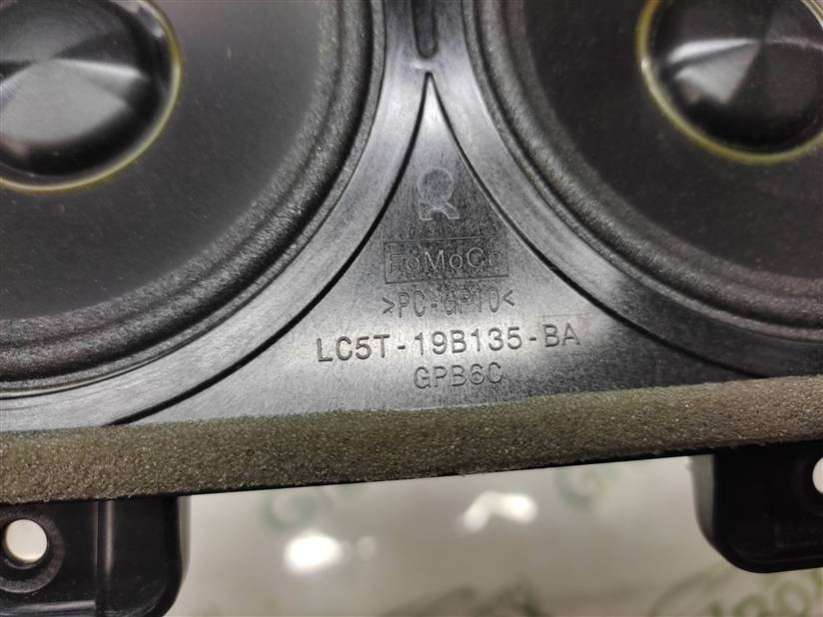 FoMoCo
>PC-GF10<
LC5T-19B135-BA
GPB6C